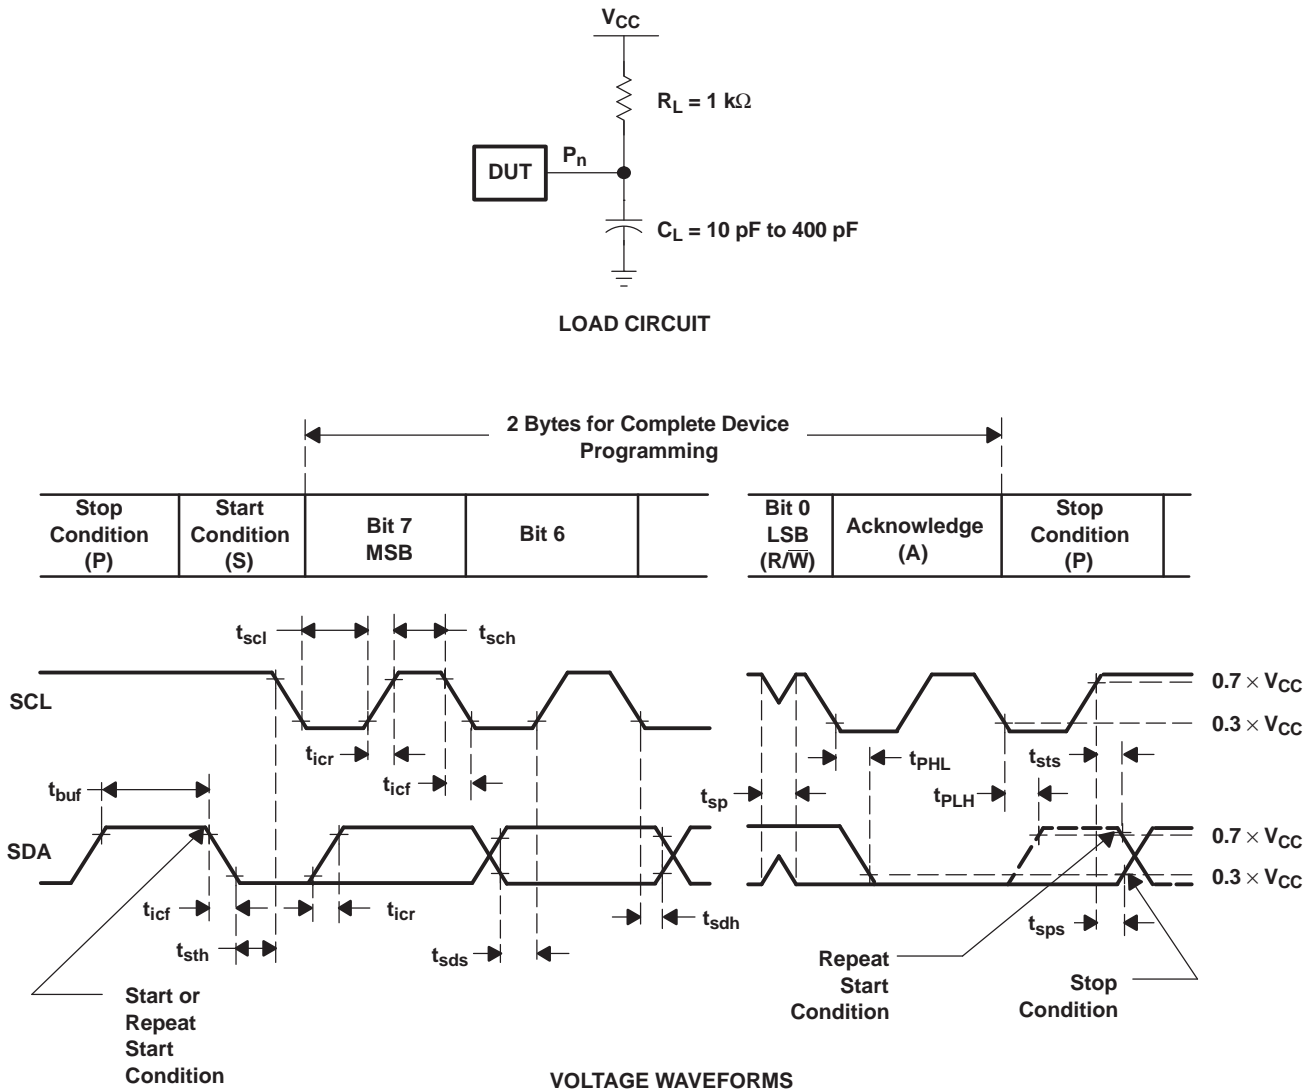 VCC
RL = 1 kΩ
DUT
Pn
CL = 10 pF to 400 pF
LOAD CIRCUIT
2 Bytes for Complete Device
Programming
Stop
Condition
(P)
Start
Condition
(S)
Bit 7
MSB
Bit 6
Bit 0
LSB
(R/W̅)
Acknowledge
(A)
Stop
Condition
(P)
tscl
tsch
SCL
0.7 × VCC
0.3 × VCC
ticr
ticf
tPHL
tsts
tbuf
tsp
tPLH
SDA
0.7 × VCC
0.3 × VCC
ticf
ticr
tsdh
tsps
tsth
tsds
Start or
Repeat
Start
Condition
Repeat
Start
Condition
Stop
Condition
VOLTAGE WAVEFORMS